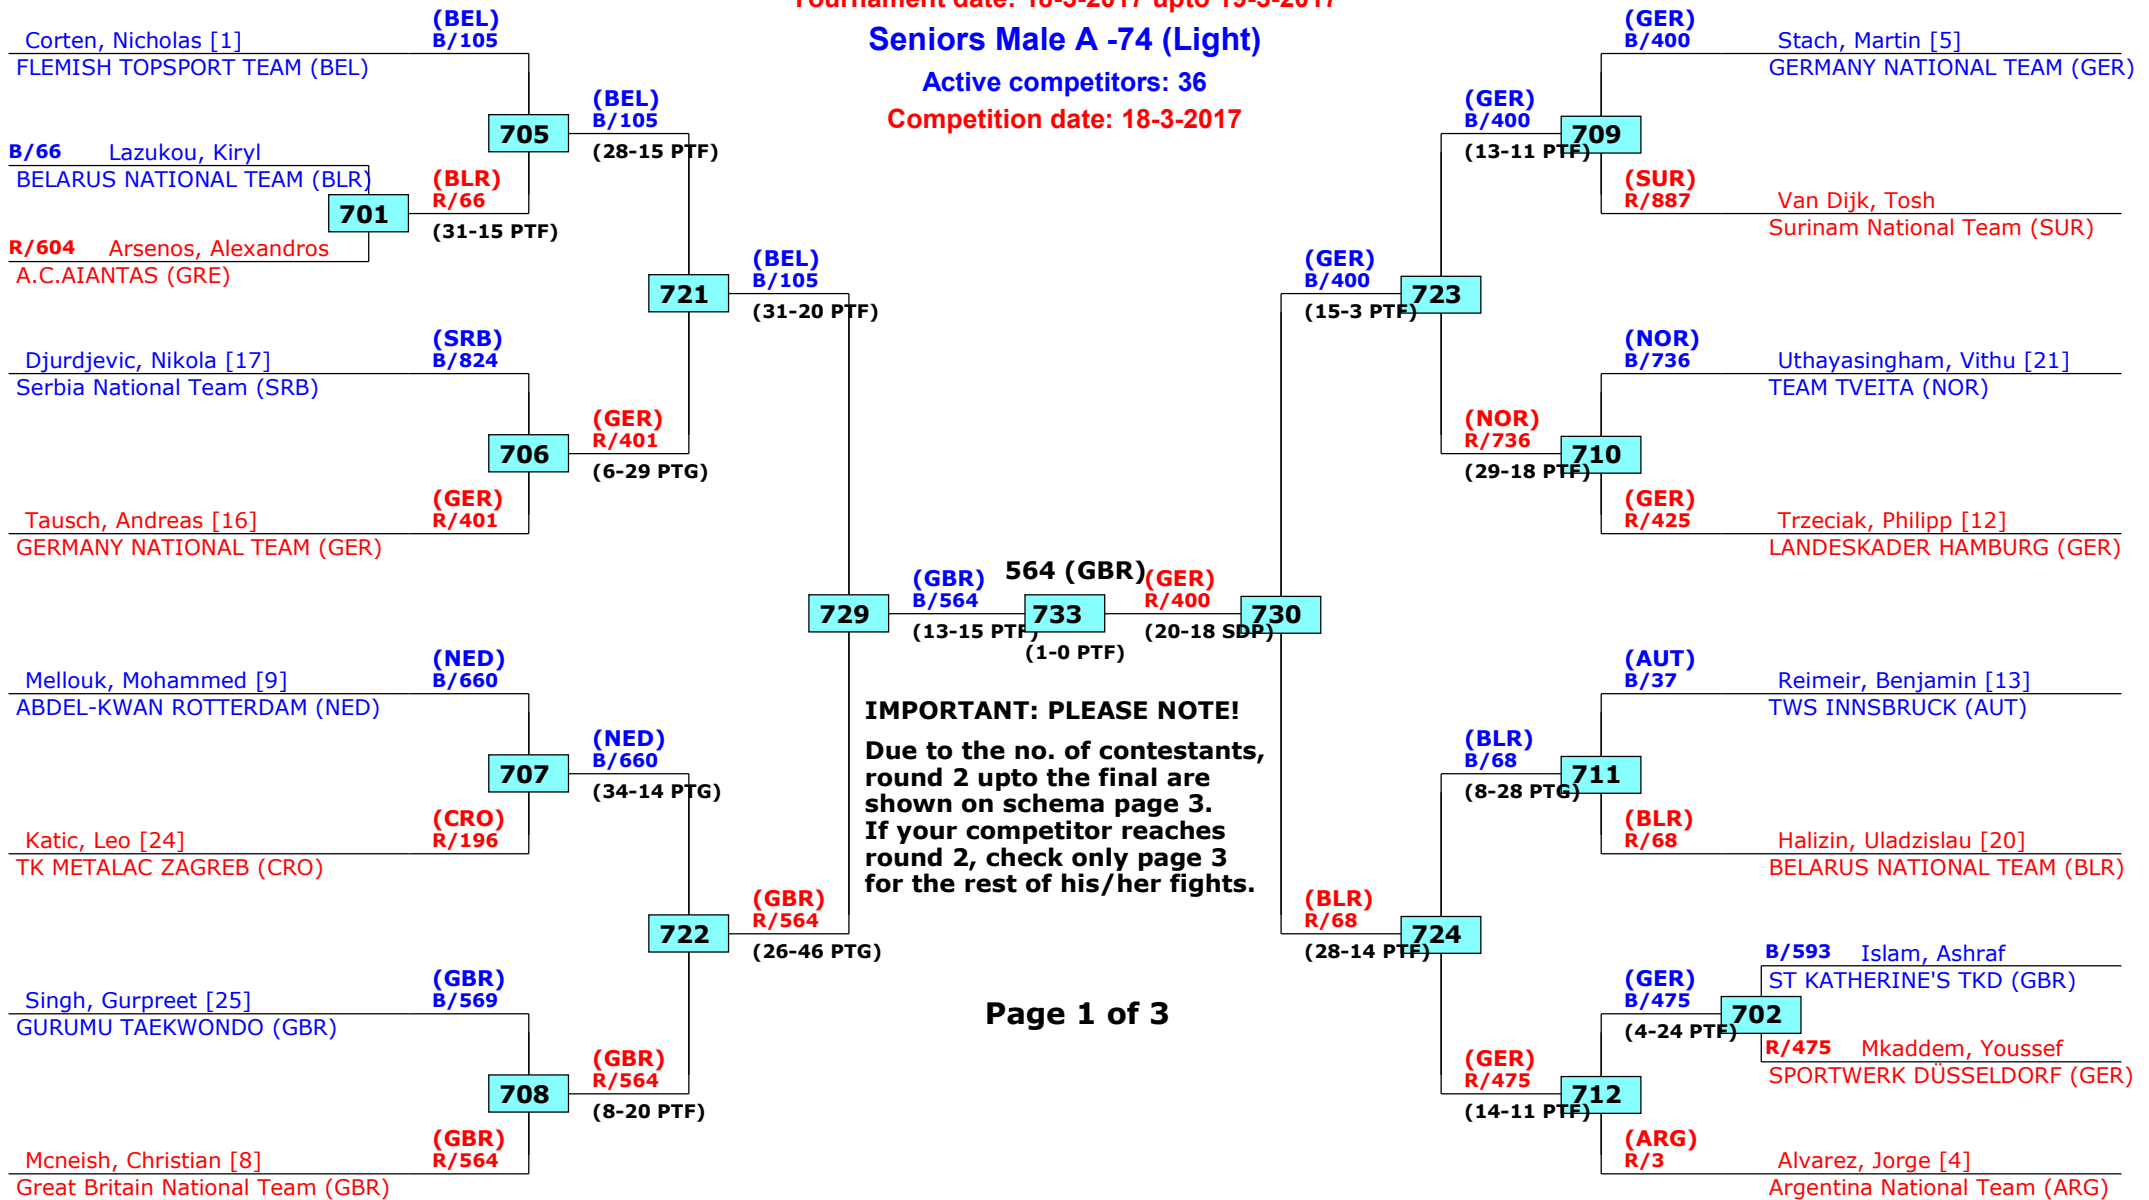 Tournament date: 18-3-2017 upto 19-3-2017
Seniors Male A -74 (Light)
Active competitors: 36
Competition date: 18-3-2017
Corten, Nicholas [1]
FLEMISH TOPSPORT TEAM (BEL)
(BEL)
B/105
B/66 Lazukou, Kiryl
BELARUS NATIONAL TEAM (BLR)
R/604 Arsenos, Alexandros
A.C.AIANTAS (GRE)
701
(BLR)
R/66
(31-15 PTF)
705
(BEL)
B/105
(28-15 PTF)
Djurdjevic, Nikola [17]
Serbia National Team (SRB)
(SRB)
B/824
Tausch, Andreas [16]
GERMANY NATIONAL TEAM (GER)
(GER)
R/401
706
(GER)
R/401
(6-29 PTG)
721
(BEL)
B/105
(31-20 PTF)
Mellouk, Mohammed [9]
ABDEL-KWAN ROTTERDAM (NED)
(NED)
B/660
Katic, Leo [24]
TK METALAC ZAGREB (CRO)
(CRO)
R/196
707
(NED)
B/660
(34-14 PTG)
Singh, Gurpreet [25]
GURUMU TAEKWONDO (GBR)
(GBR)
B/569
Mcneish, Christian [8]
Great Britain National Team (GBR)
(GBR)
R/564
708
(GBR)
R/564
(8-20 PTF)
722
(GBR)
R/564
(26-46 PTG)
729
(GBR)
B/564
(13-15 PTF)
564 (GBR)
733
(1-0 PTF)
(GER)
R/400
(20-18 SDP)
730
IMPORTANT: PLEASE NOTE!
Due to the no. of contestants,
round 2 upto the final are
shown on schema page 3.
If your competitor reaches
round 2, check only page 3
for the rest of his/her fights.
Page 1 of 3
(GER)
B/400
(15-3 PTF)
723
(GER)
B/400
(13-11 PTF)
709
(GER)
B/400
Stach, Martin [5]
GERMANY NATIONAL TEAM (GER)
(SUR)
R/887
Van Dijk, Tosh
Surinam National Team (SUR)
(NOR)
R/736
(29-18 PTF)
710
(NOR)
B/736
Uthayasingham, Vithu [21]
TEAM TVEITA (NOR)
(GER)
R/425
Trzeciak, Philipp [12]
LANDESKADER HAMBURG (GER)
(BLR)
R/68
(28-14 PTF)
724
(BLR)
B/68
(8-28 PTG)
711
(AUT)
B/37
Reimeir, Benjamin [13]
TWS INNSBRUCK (AUT)
(BLR)
R/68
Halizin, Uladzislau [20]
BELARUS NATIONAL TEAM (BLR)
(GER)
R/475
(14-11 PTF)
712
(GER)
B/475
(4-24 PTF)
702
B/593 Islam, Ashraf
ST KATHERINE'S TKD (GBR)
R/475 Mkaddem, Youssef
SPORTWERK DÜSSELDORF (GER)
(ARG)
R/3
Alvarez, Jorge [4]
Argentina National Team (ARG)